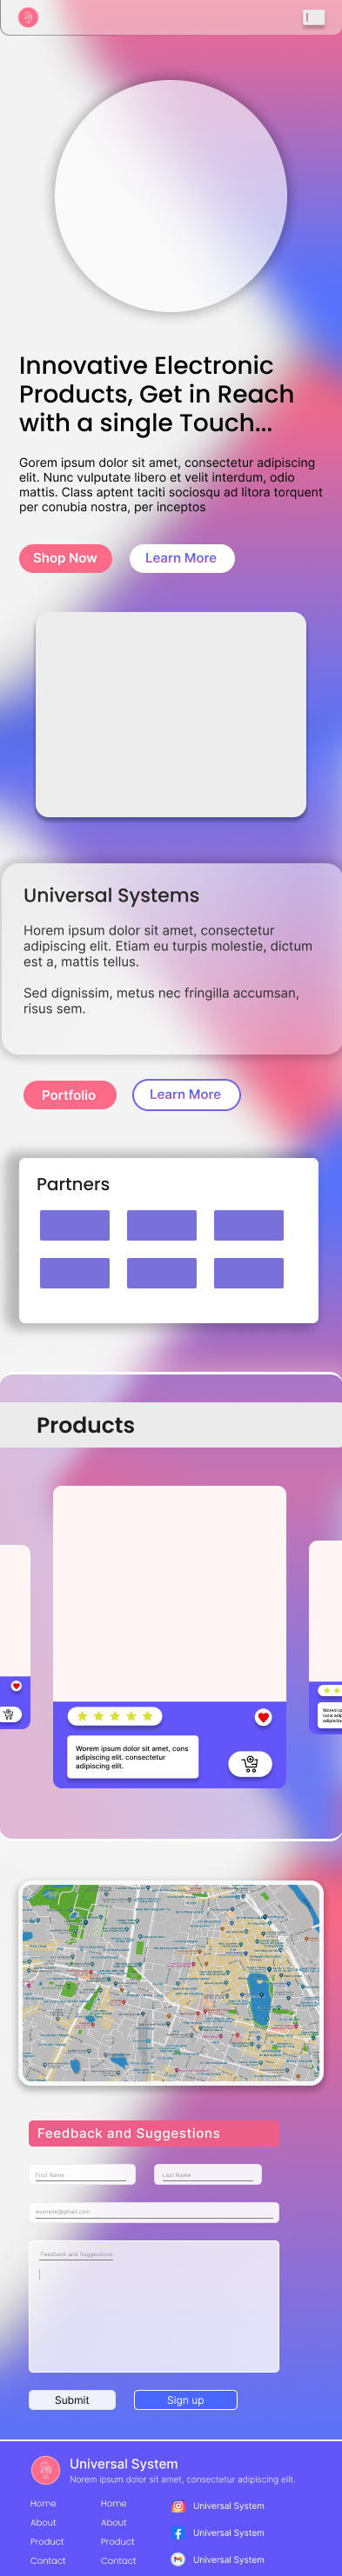 Innovative Electronic
Products, Get in Reach
with a single Touch...
Gorem ipsum dolor sit amet, consectetur adipiscing
elit. Nunc vulputate libero et velit interdum, odio
mattis. Class aptent taciti sociosqu ad litora torquent
per conubia nostra, per inceptos
Shop Now
Learn More
Universal Systems
Horem ipsum dolor sit amet, consectetur
adipiscing elit. Etiam eu turpis molestie, dictum
est a, mattis tellus.
Sed dignissim, metus nec fringilla accumsan,
risus sem.
Portfolio
Learn More
Partners
Products
Worem ipsum dolor sit amet, cons
adipiscing elit. consectetur
adipiscing elit.
Feedback and Suggestions
First Name
Last Name
example@gmail.com
Feedback and Suggestions
Submit
Sign up
Universal System
Norem ipsum dolor sit amet, consectetur adipiscing elit.
Home
Home
Universal System
About
About
Product
Product
Universal System
Contact
Contact
Universal System